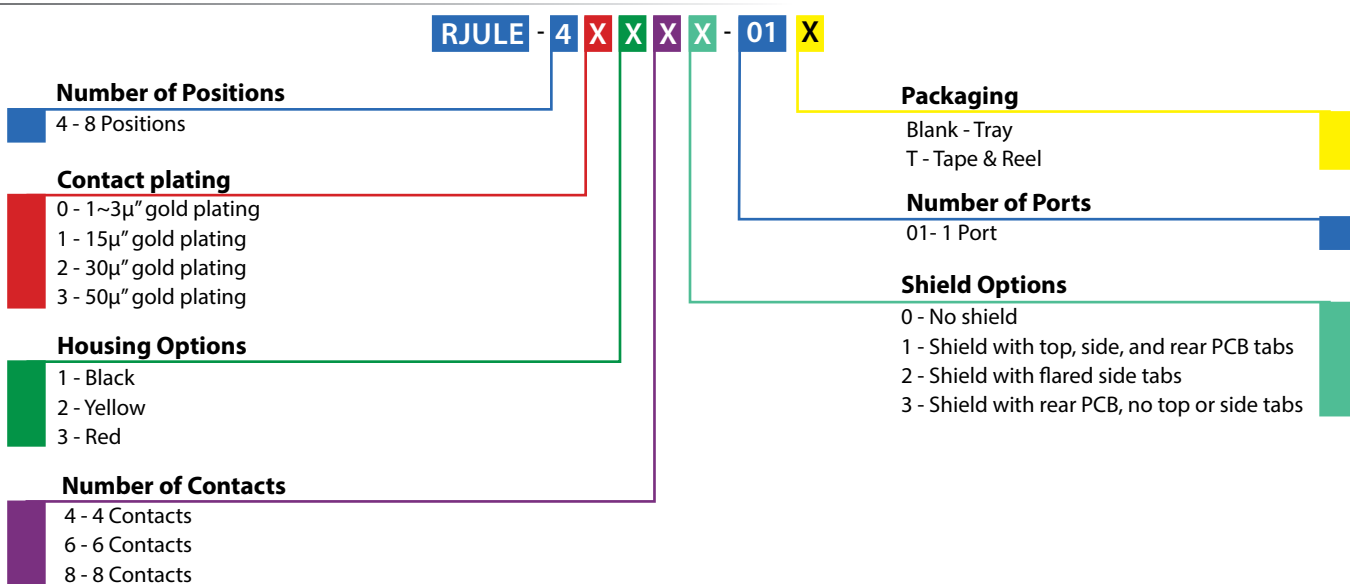 RJULE - 4 X X X X - 01 X
Number of Positions
4 - 8 Positions
Contact plating
0 - 1~3µ” gold plating
1 - 15µ” gold plating
2 - 30µ” gold plating
3 - 50µ” gold plating
Housing Options
1 - Black
2 - Yellow
3 - Red
Number of Contacts
4 - 4 Contacts
6 - 6 Contacts
8 - 8 Contacts
Packaging
Blank - Tray
T - Tape & Reel
Number of Ports
01- 1 Port
Shield Options
0 - No shield
1 - Shield with top, side, and rear PCB tabs
2 - Shield with flared side tabs
3 - Shield with rear PCB, no top or side tabs